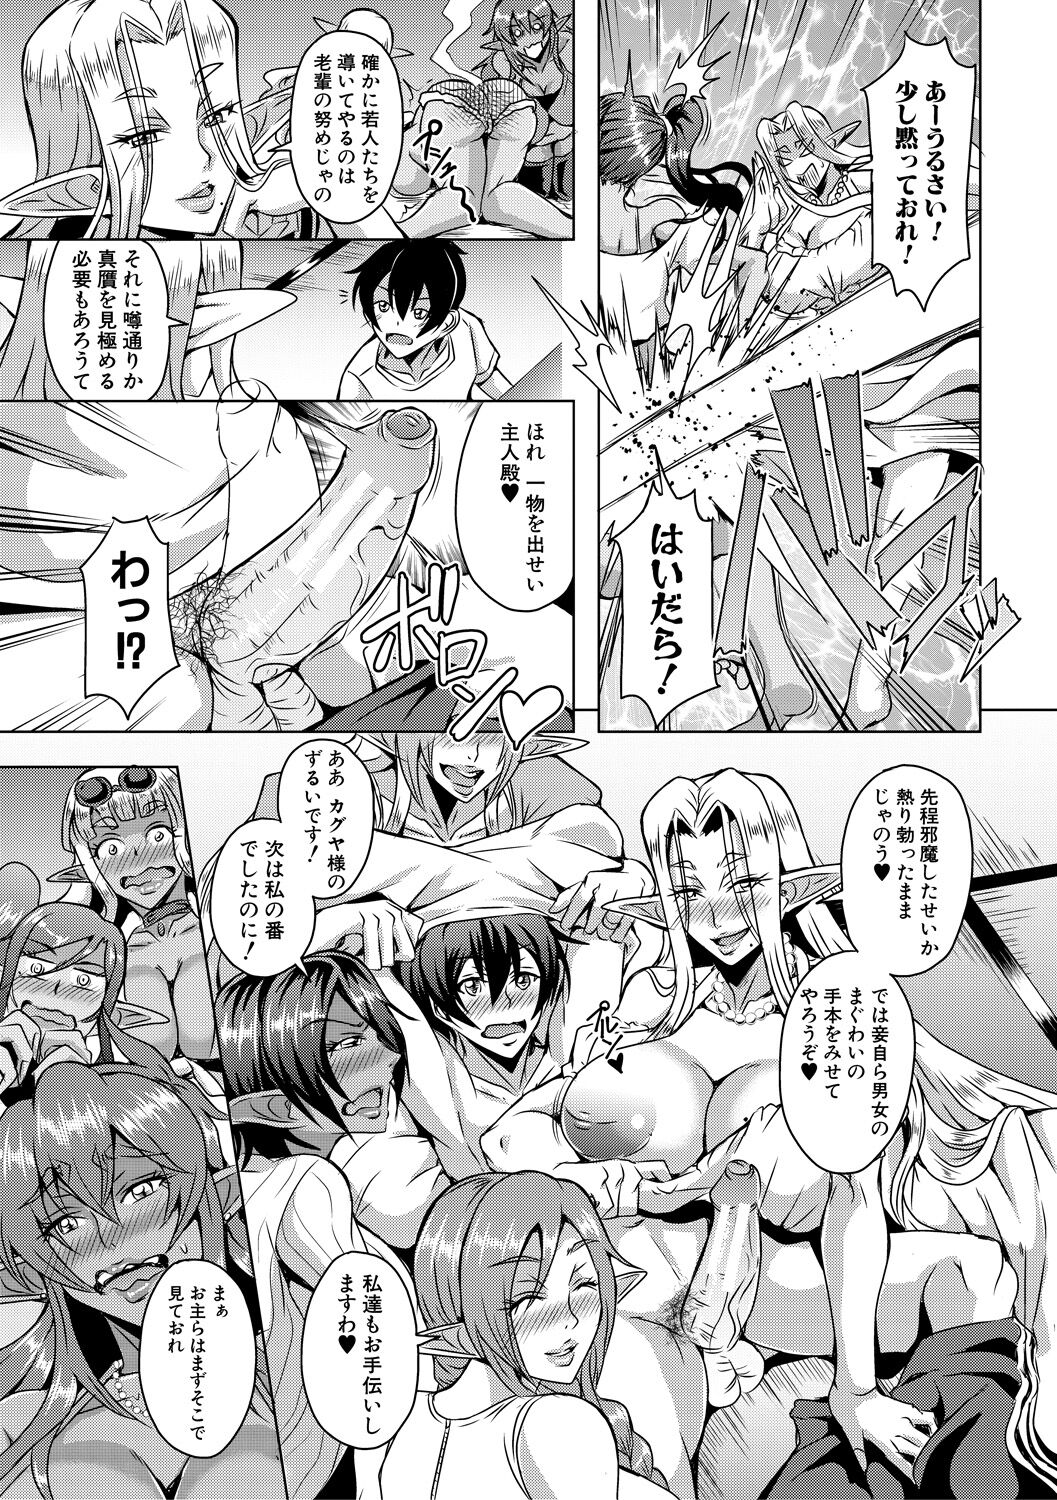 あーうるさい！
少し黙っておれ！
はいだら！
確かに若人たちを
導いてやるのは
老輩の努めじゃの
ペーん
それに噂通りか
真贋を見極める
必要もあろうて
ほれ 一物を出せい
主人殿♥
ボロン♡
わっ!?
先程邪魔したせいか
熱り勃ったまま
じゃのう♥
では妾自ら男女の
まぐわいの
手本をみせて
やろうぞ♥
ああ カグヤ様の
ずるいです！
次は私の番
でしたのに！
私達もお手伝いし
ますわ♥
まぁ
お主らはまずそこで
見ておれ